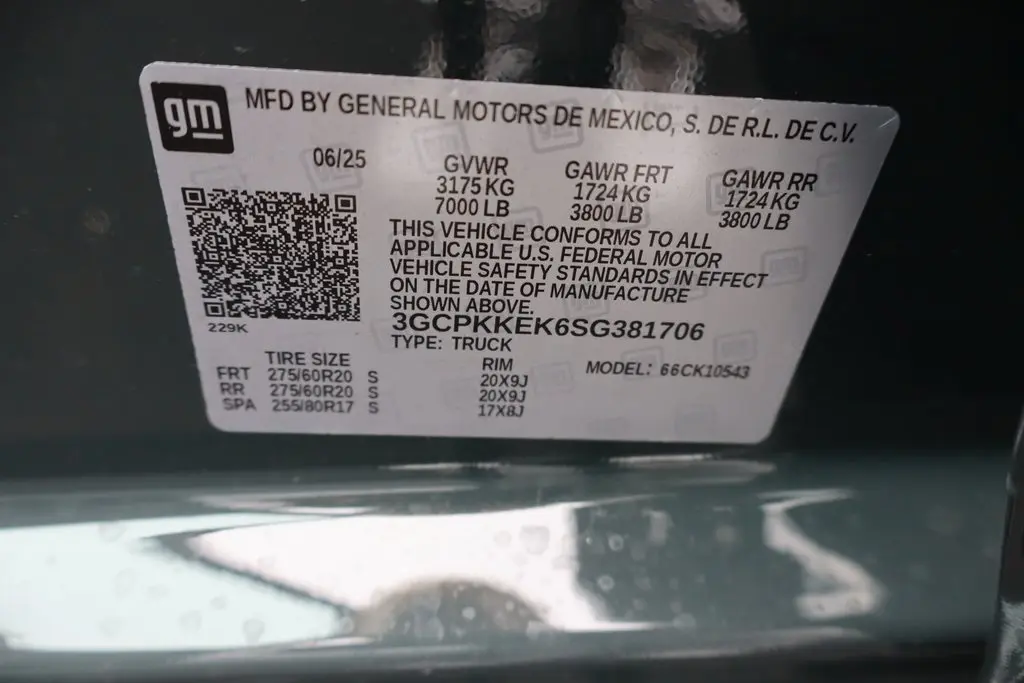 gm MFD BY GENERAL MOTORS DE MEXICO, S. DE R.L. DE C.V.
06/25 GVWR GAWR FRT GAWR RR
3175 KG 1724 KG 1724 KG
7000 LB 3800 LB 3800 LB
THIS VEHICLE CONFORMS TO ALL
APPLICABLE U.S. FEDERAL MOTOR
VEHICLE SAFETY STANDARDS IN EFFECT
ON THE DATE OF MANUFACTURE
SHOWN ABOVE.
229K 3GCPKKEK6SG381706
TYPE: TRUCK
TIRE SIZE RIM MODEL: 66CK10543
FRT 275/60R20 S 20X9J
RR 275/60R20 S 20X9J
SPA 255/80R17 S 17X8J